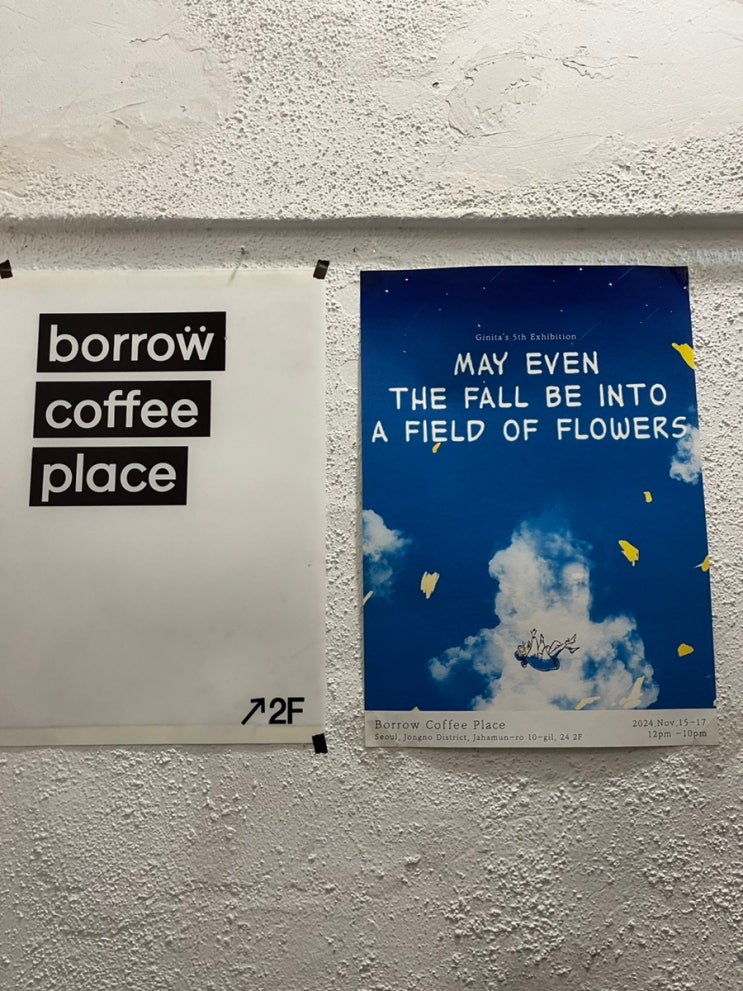 borroẅ
coffee
place
↗2F
Ginita's 5th Exhibition
MAY EVEN
THE FALL BE INTO
A FIELD OF FLOWERS
Borrow Coffee Place
2024.Nov.15-17
Seoul, Jongno District, Jahamun-ro 10-gil, 24 2F
12pm -10pm